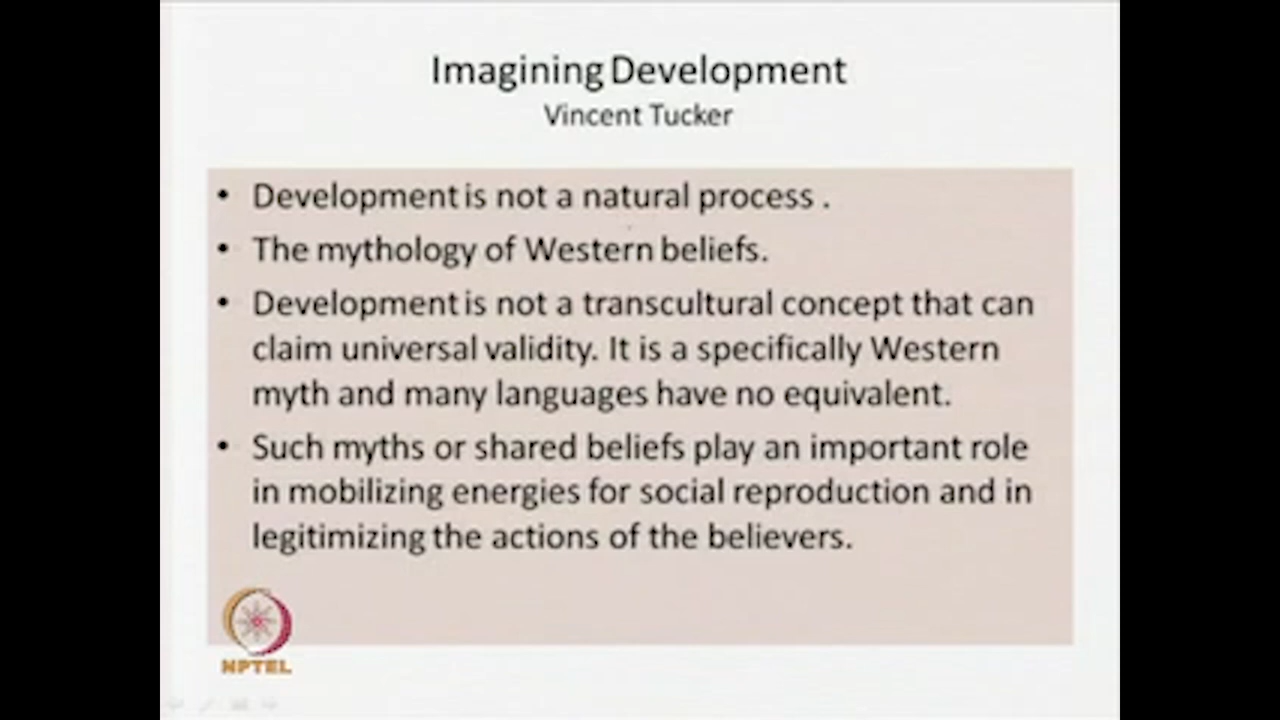 Imagining Development
Vincent Tucker
• Development is not a natural process .
• The mythology of Western beliefs.
• Development is not a transcultural concept that can
claim universal validity. It is a specifically Western
myth and many languages have no equivalent.
• Such myths or shared beliefs play an important role
in mobilizing energies for social reproduction and in
legitimizing the actions of the believers.
NPTEL